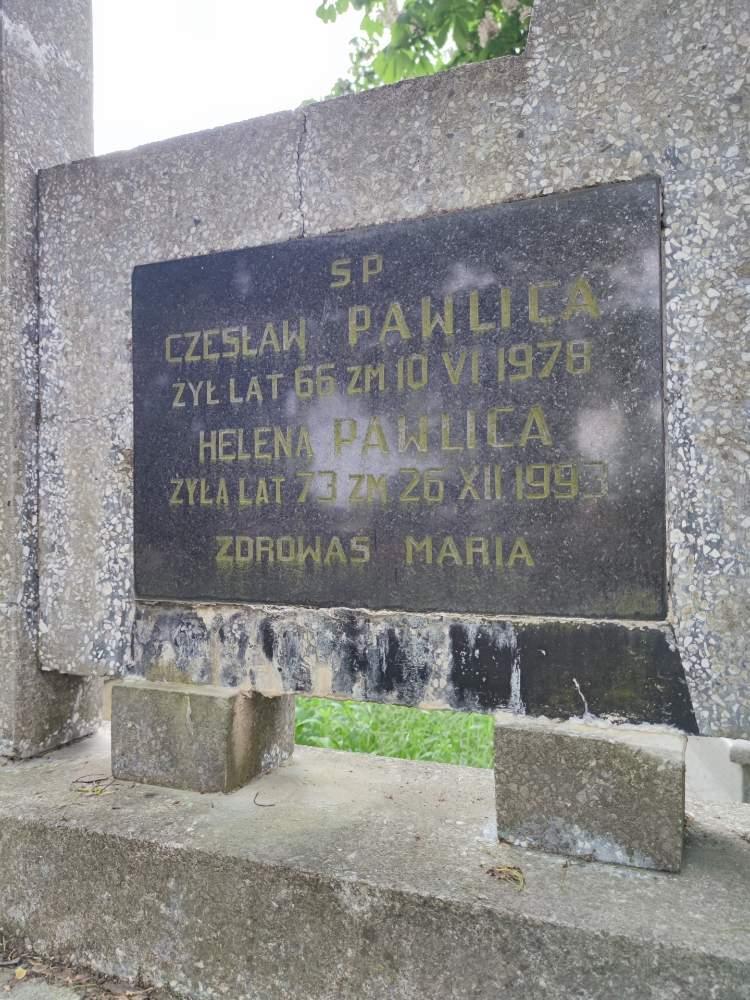 ŚP
CZESŁAW PAWLICA
ŻYŁ LAT 66 ZM 10 VI 1978
HELENA PAWLICA
ŻYŁA LAT 73 ZM 26 XII 1993
ZDROWAŚ MARIA